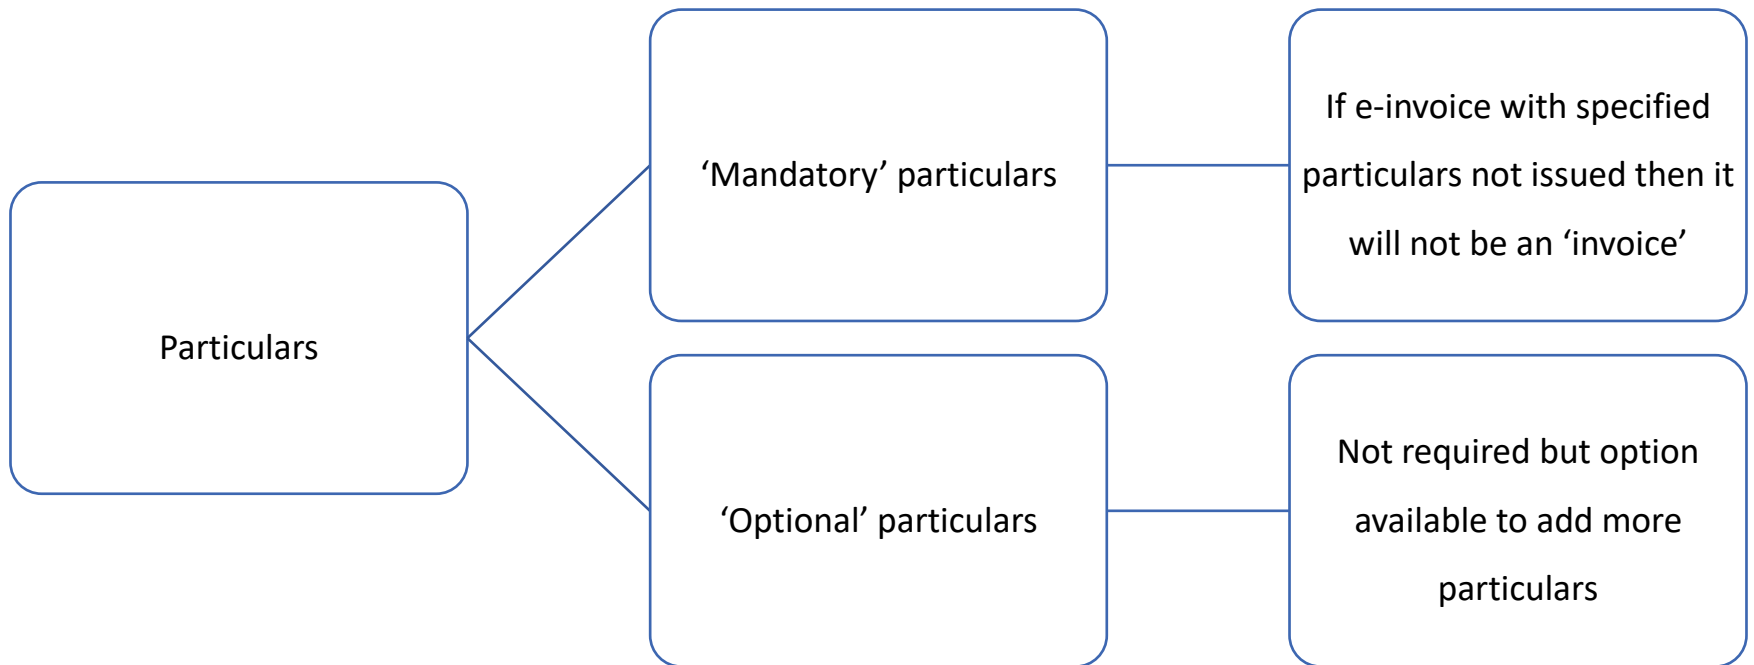 Particulars
‘Mandatory’ particulars
If e-invoice with specified
particulars not issued then it
will not be an ‘invoice’
‘Optional’ particulars
Not required but option
available to add more
particulars